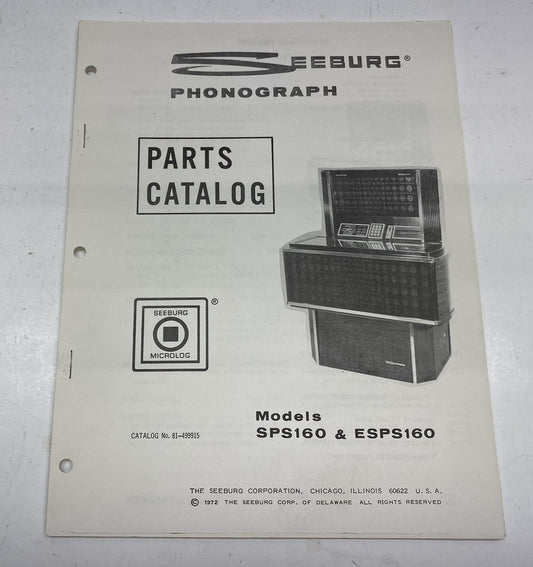 SEEBURG®
PHONOGRAPH
PARTS
CATALOG
SEEBURG
MICROLOG
®
Models
SPS160 & ESPS160
CATALOG No. 81-499915
THE SEEBURG CORPORATION, CHICAGO, ILLINOIS 60622 U. S. A.
© 1972 THE SEEBURG CORP. OF DELAWARE ALL RIGHTS RESERVED